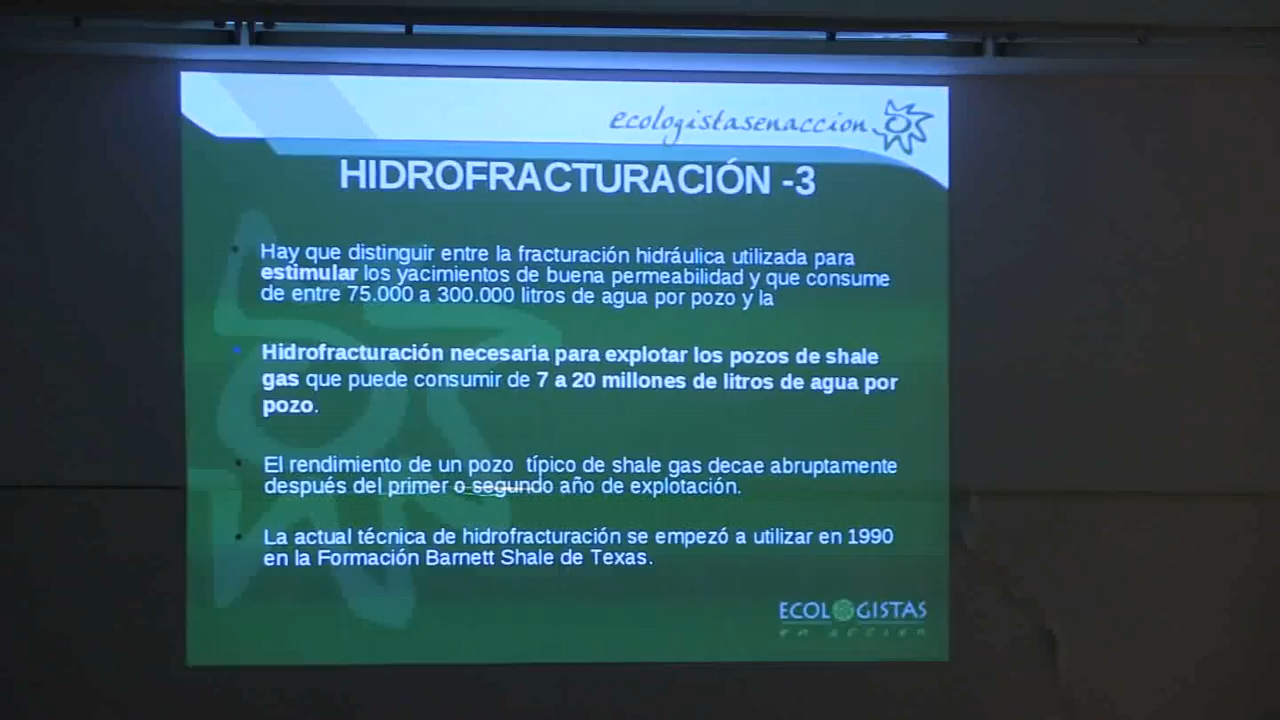 ecologistasenaccion
HIDROFRACTURACIÓN -3
Hay que distinguir entre la fracturación hidráulica utilizada para
estimular los yacimientos de buena permeabilidad y que consume
de entre 75.000 a 300.000 litros de agua por pozo y la
Hidrofracturación necesaria para explotar los pozos de shale
gas que puede consumir de 7 a 20 millones de litros de agua por
pozo.
El rendimiento de un pozo típico de shale gas decae abruptamente
después del primer o segundo año de explotación.
La actual técnica de hidrofracturación se empezó a utilizar en 1990
en la Formación Barnett Shale de Texas.
ECOLOGISTAS
en acción